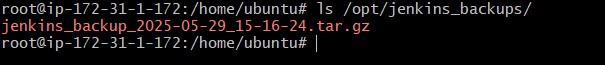 root@ip-172-31-1-172:/home/ubuntu# ls /opt/jenkins_backups/
jenkins_backup_2025-05-29_15-16-24.tar.gz
root@ip-172-31-1-172:/home/ubuntu#